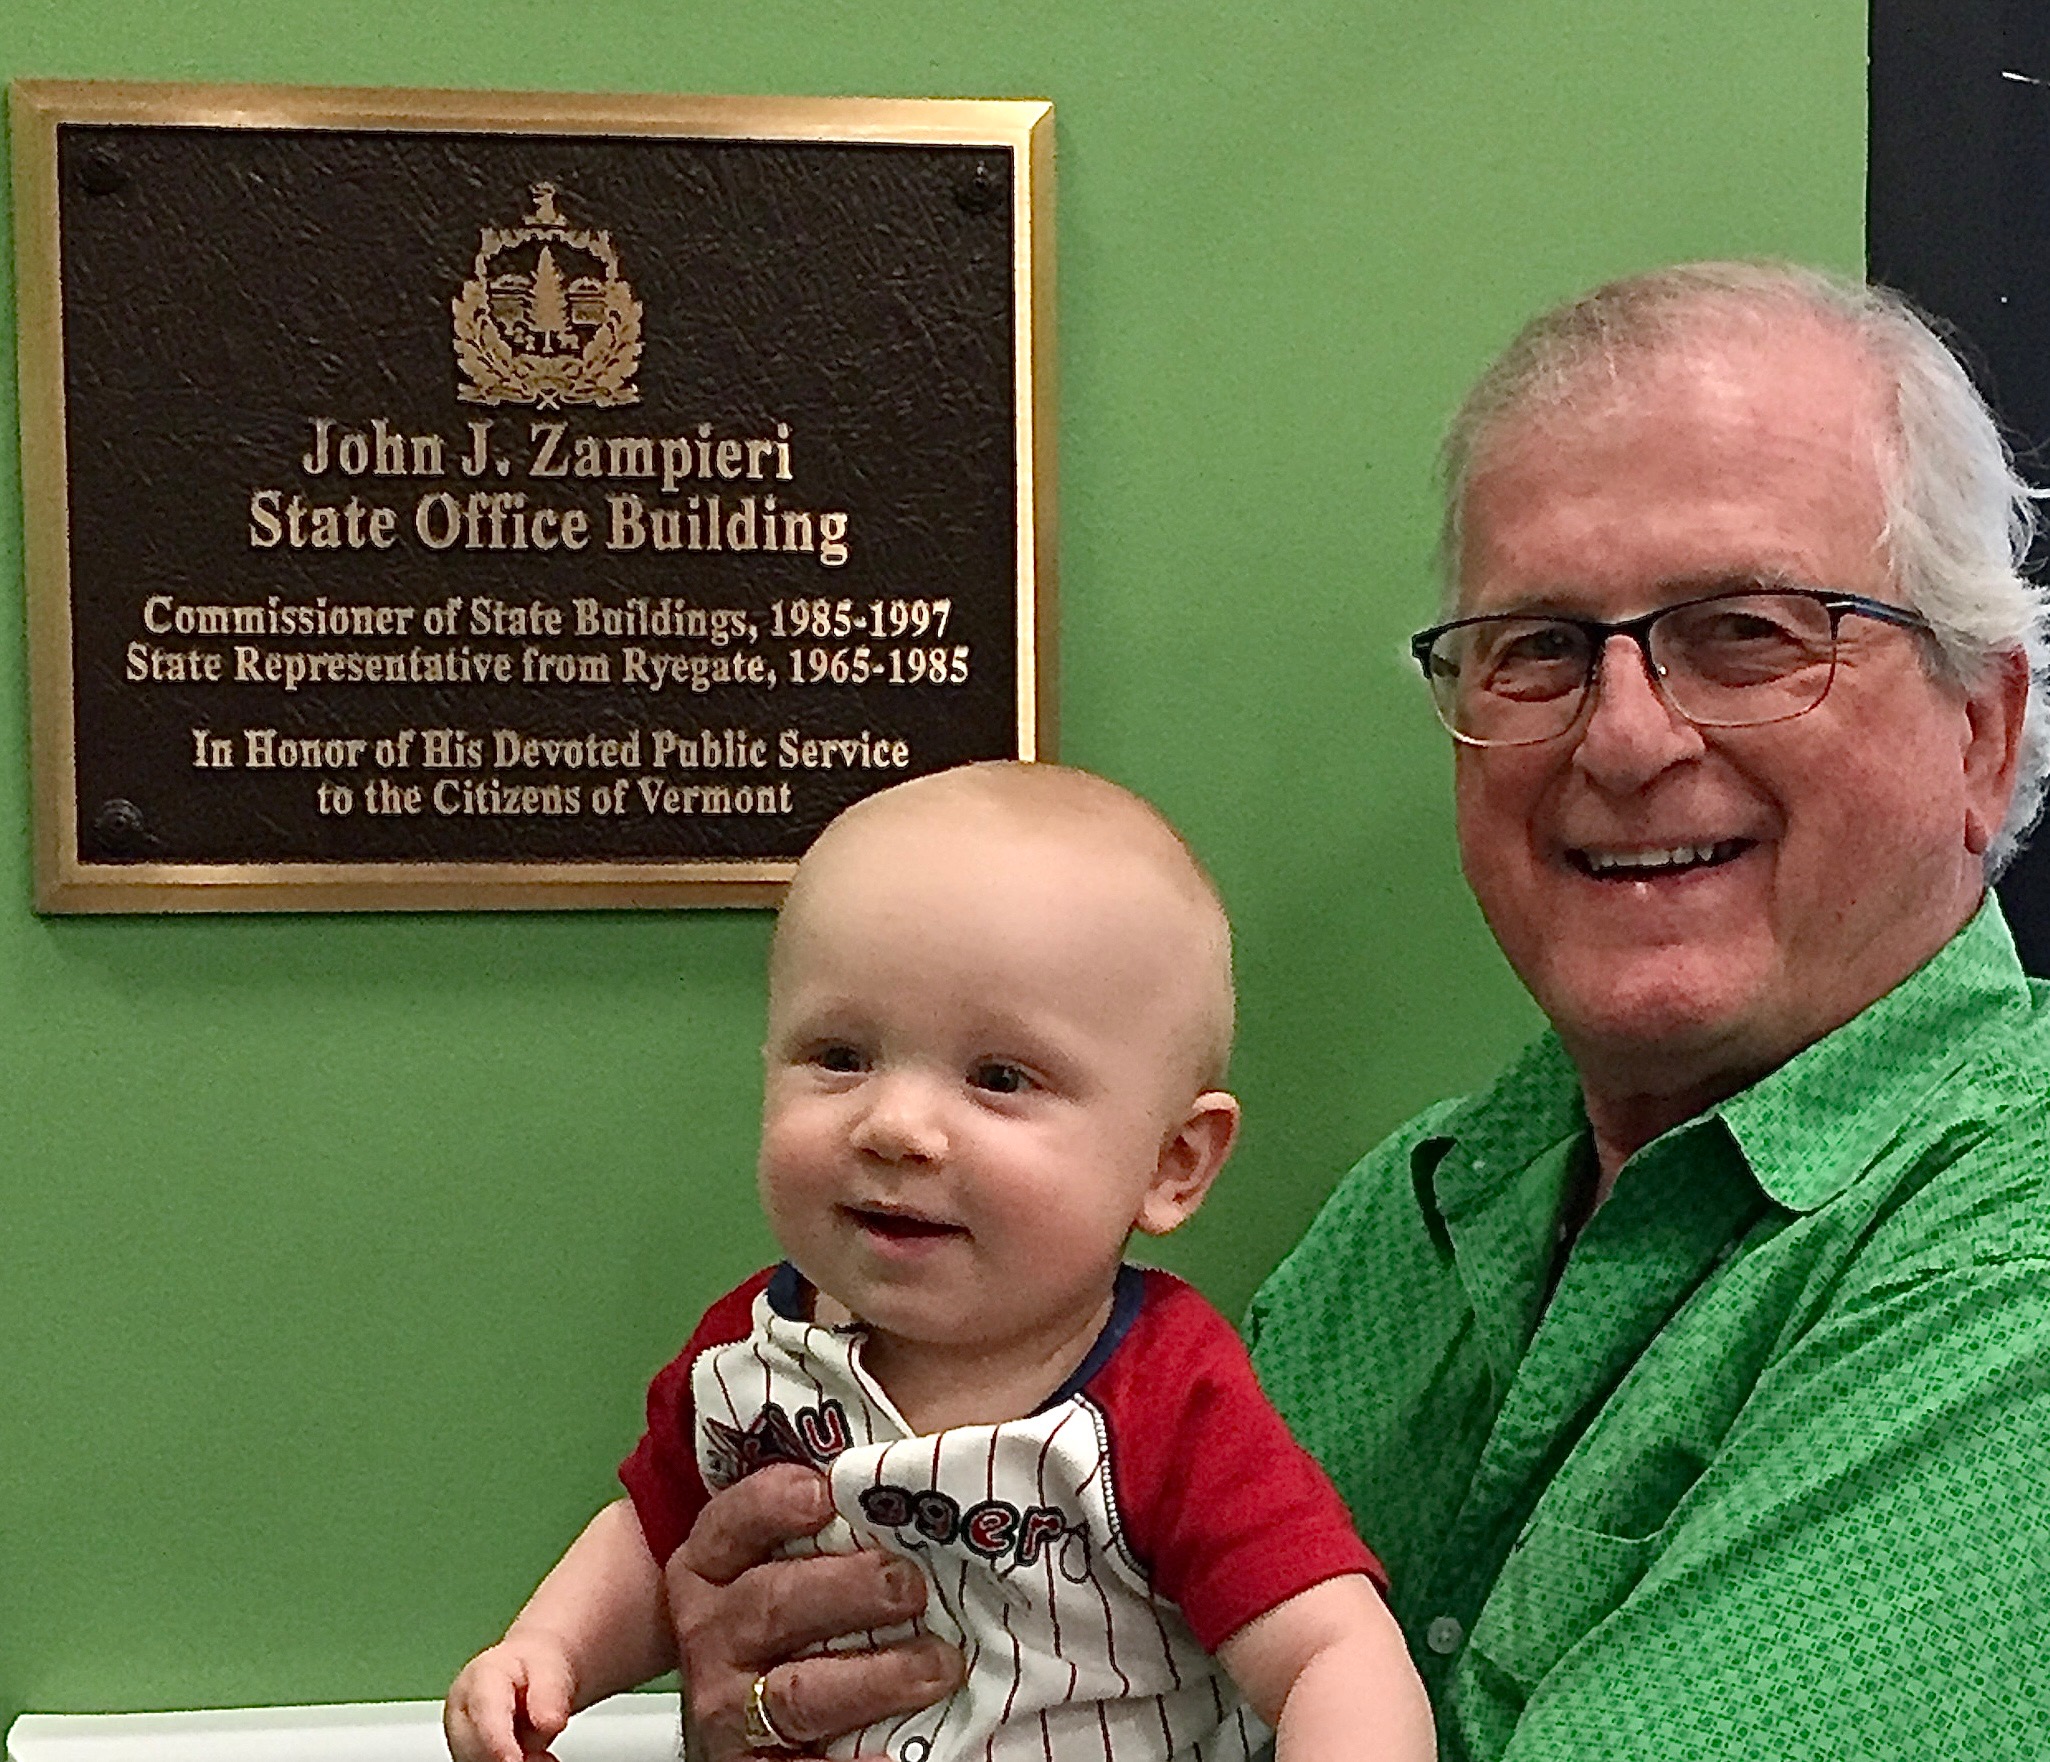 John J. Zampieri
State Office Building
Commissioner of State Buildings, 1985-1997
State Representative from Ryegate, 1965-1985
In Honor of His Devoted Public Service
to the Citizens of Vermont